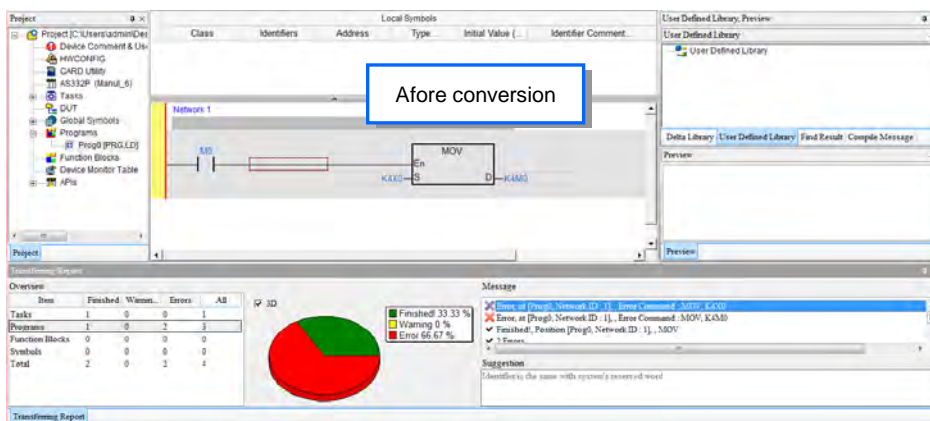 Project
Project [C:\Users\admin\Des
Device Comment & Us
HWCONFIG
CARD Utility
AS332P (Manul_6)
Tasks
DUT
Global Symbols
Programs
Prog0 [PRG,LD]
Function Blocks
Device Monitor Table
APIs
Project
Local Symbols
Class Identifiers Address Type... Initial Value (... Identifier Comment...
Afore conversion
Network 1
M0
MOV
En
K4X0 S D K4M0
User Defined Library, Preview
User Defined Library
User Defined Library
Delta Library User Defined Library Find Result Compile Message
Preview
Preview
Transferring Report
Overview
Item Finished Warnin... Errors All
Tasks 1 0 0 1
Programs 1 0 2 3
Function Blocks 0 0 0 0
Symbols 0 0 0 0
Total 2 0 2 4
3D
Finished! 33.33 %
Warning 0 %
Error 66.67 %
Message
Error, at [Prog0, Network ID : 1], , Error Command :MOV, K4X0
Error, at [Prog0, Network ID : 1], , Error Command :MOV, K4M0
Finished!, Position [Prog0, Network ID : 1], , MOV
2 Errors
Suggestion
Identifier is the same with system's reserved word
Transferring Report